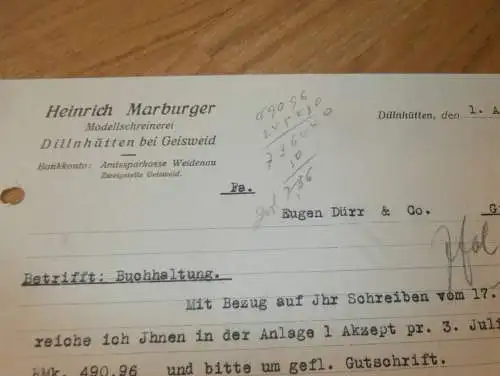 Heinrich Marburger
Modellschreinerei
Dillnhütten bei Geisweid
Bankkonto: Amtssparkasse Weidenau
Zweigstelle Geisweid.
490.96
Dillnhütten, den 1. A
Fa.
Eugen Dürr & Co. G
Betrifft: Buchhaltung.
Mit Bezug auf Jhr Schreiben vom 17.
reiche ich Jhnen in der Anlage 1 Akzept pr. 3. Juli
RMk. 490.96 und bitte um gefl. Gutschrift.